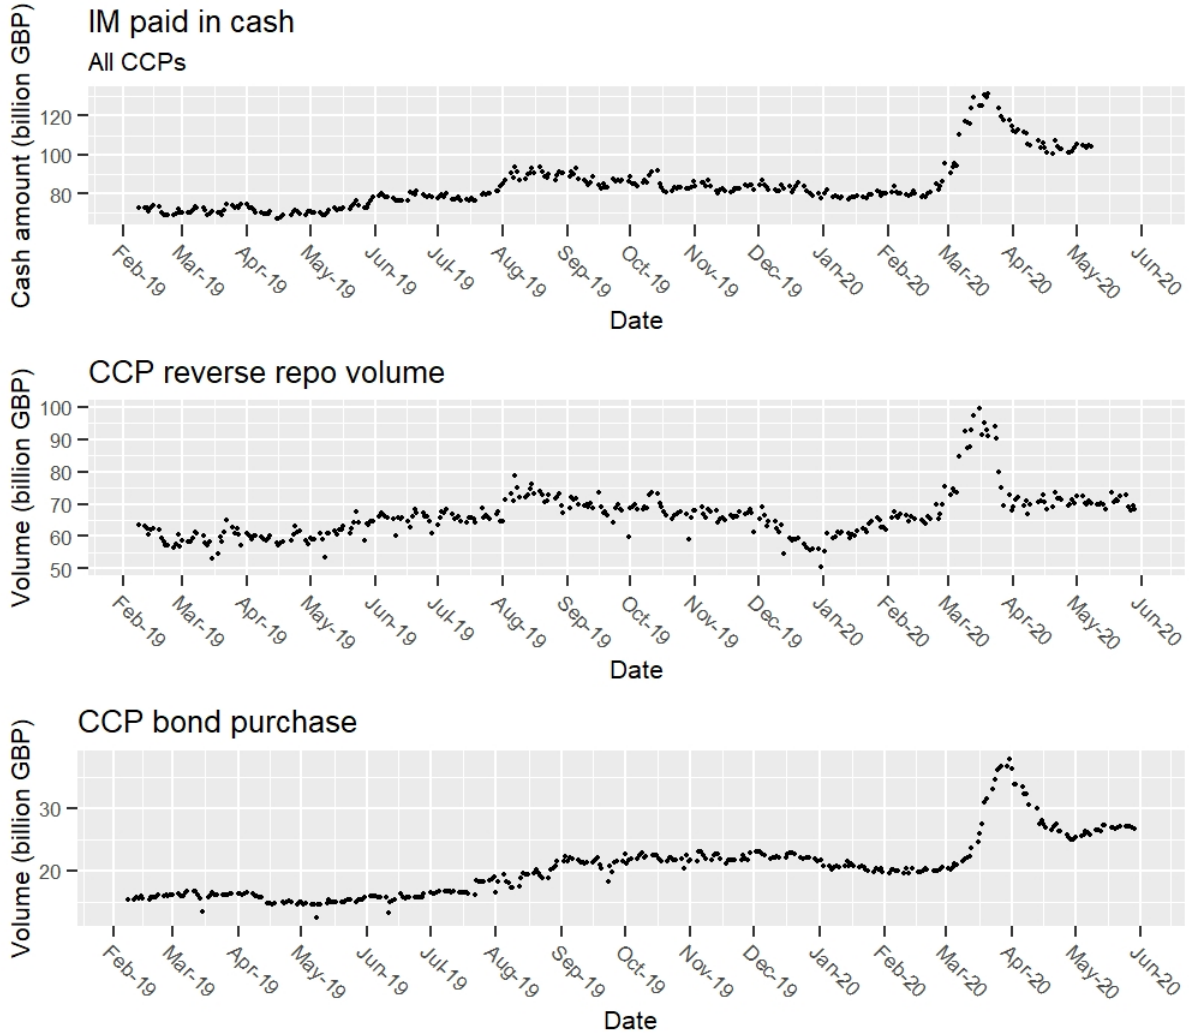 IM paid in cash
All CCPs
Cash amount (billion GBP)
120
100
80
Feb-19 Mar-19 Apr-19 May-19 Jun-19 Jul-19 Aug-19 Sep-19 Oct-19 Nov-19 Dec-19 Jan-20 Feb-20 Mar-20 Apr-20 May-20 Jun-20
Date
CCP reverse repo volume
Volume (billion GBP)
100
90
80
70
60
50
Feb-19 Mar-19 Apr-19 May-19 Jun-19 Jul-19 Aug-19 Sep-19 Oct-19 Nov-19 Dec-19 Jan-20 Feb-20 Mar-20 Apr-20 May-20 Jun-20
Date
CCP bond purchase
Volume (billion GBP)
30
20
Feb-19 Mar-19 Apr-19 May-19 Jun-19 Jul-19 Aug-19 Sep-19 Oct-19 Nov-19 Dec-19 Jan-20 Feb-20 Mar-20 Apr-20 May-20 Jun-20
Date